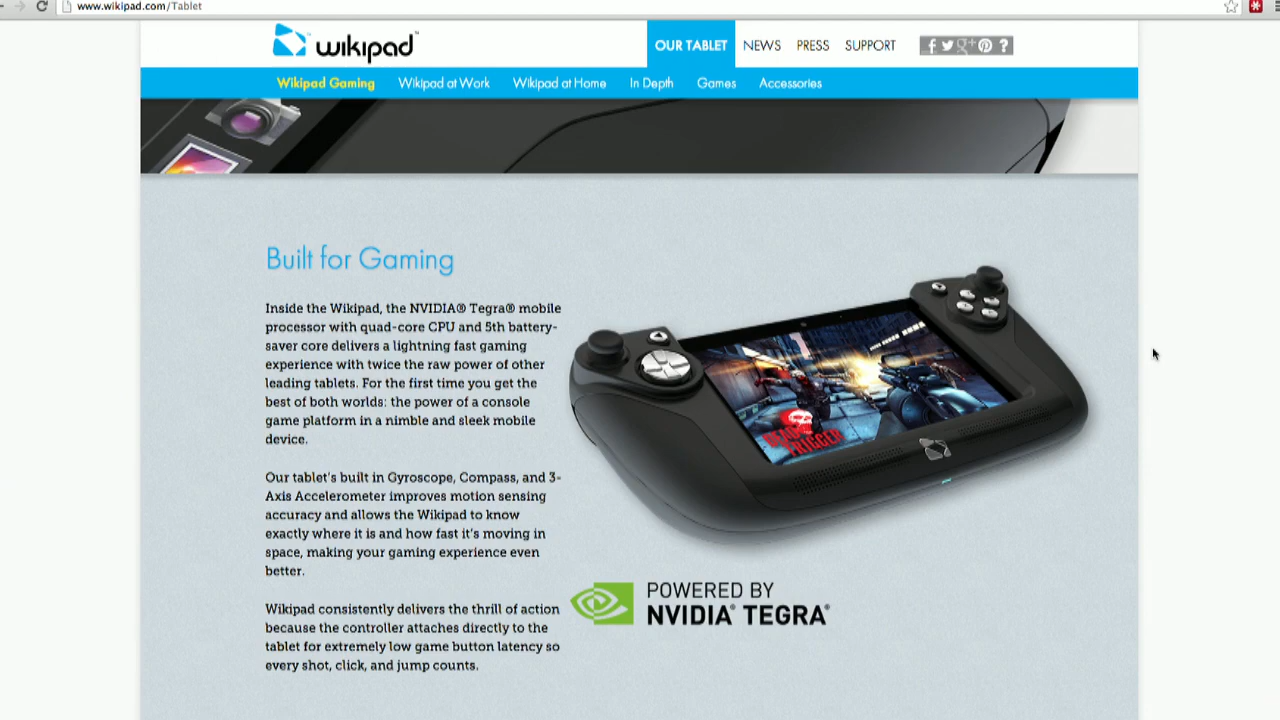 www.wikipad.com/Tablet
wikipad™
OUR TABLET NEWS PRESS SUPPORT
Wikipad Gaming Wikipad at Work Wikipad at Home In Depth Games Accessories
Built for Gaming
Inside the Wikipad, the NVIDIA® Tegra® mobile
processor with quad-core CPU and 5th battery-
saver core delivers a lightning fast gaming
experience with twice the raw power of other
leading tablets. For the first time you get the
best of both worlds: the power of a console
game platform in a nimble and sleek mobile
device.
Our tablet's built in Gyroscope, Compass, and 3-
Axis Accelerometer improves motion sensing
accuracy and allows the Wikipad to know
exactly where it is and how fast it's moving in
space, making your gaming experience even
better.
Wikipad consistently delivers the thrill of action
because the controller attaches directly to the
tablet for extremely low game button latency so
every shot, click, and jump counts.
DEAD
TRIGGER
POWERED BY
NVIDIA® TEGRA®